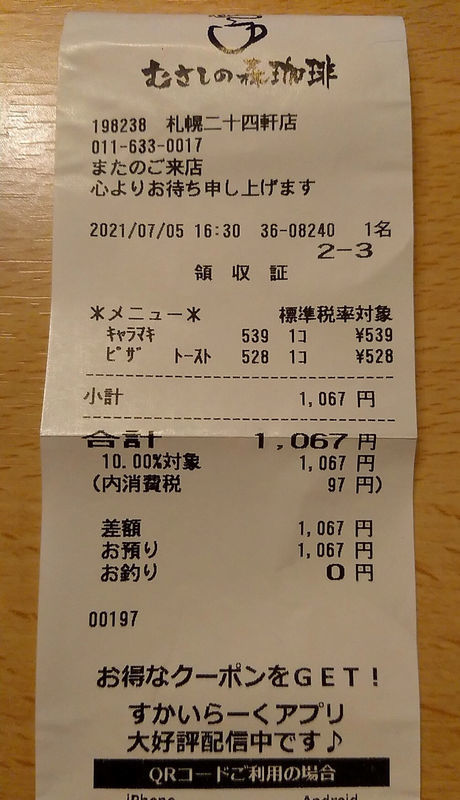 むさしの森珈琲
198238 札幌二十四軒店
011-633-0017
またのご来店
心よりお待ち申し上げます
2021/07/05 16:30 36-08240 1名
2-3
領 収 証
＊メニュー＊ 標準税率対象
ｷｬﾗﾏｷ 539 1ｺ ¥539
ﾋﾟｻﾞ ﾄｰｽﾄ 528 1ｺ ¥528
小計 1,067 円
合計 1,067 円
10.00%対象 1,067 円
(内消費税 97 円)
差額 1,067 円
お預り 1,067 円
お釣り 0 円
00197
お得なクーポンをＧＥＴ！
すかいらーくアプリ
大好評配信中です♪
QRコードご利用の場合
iPhone Android